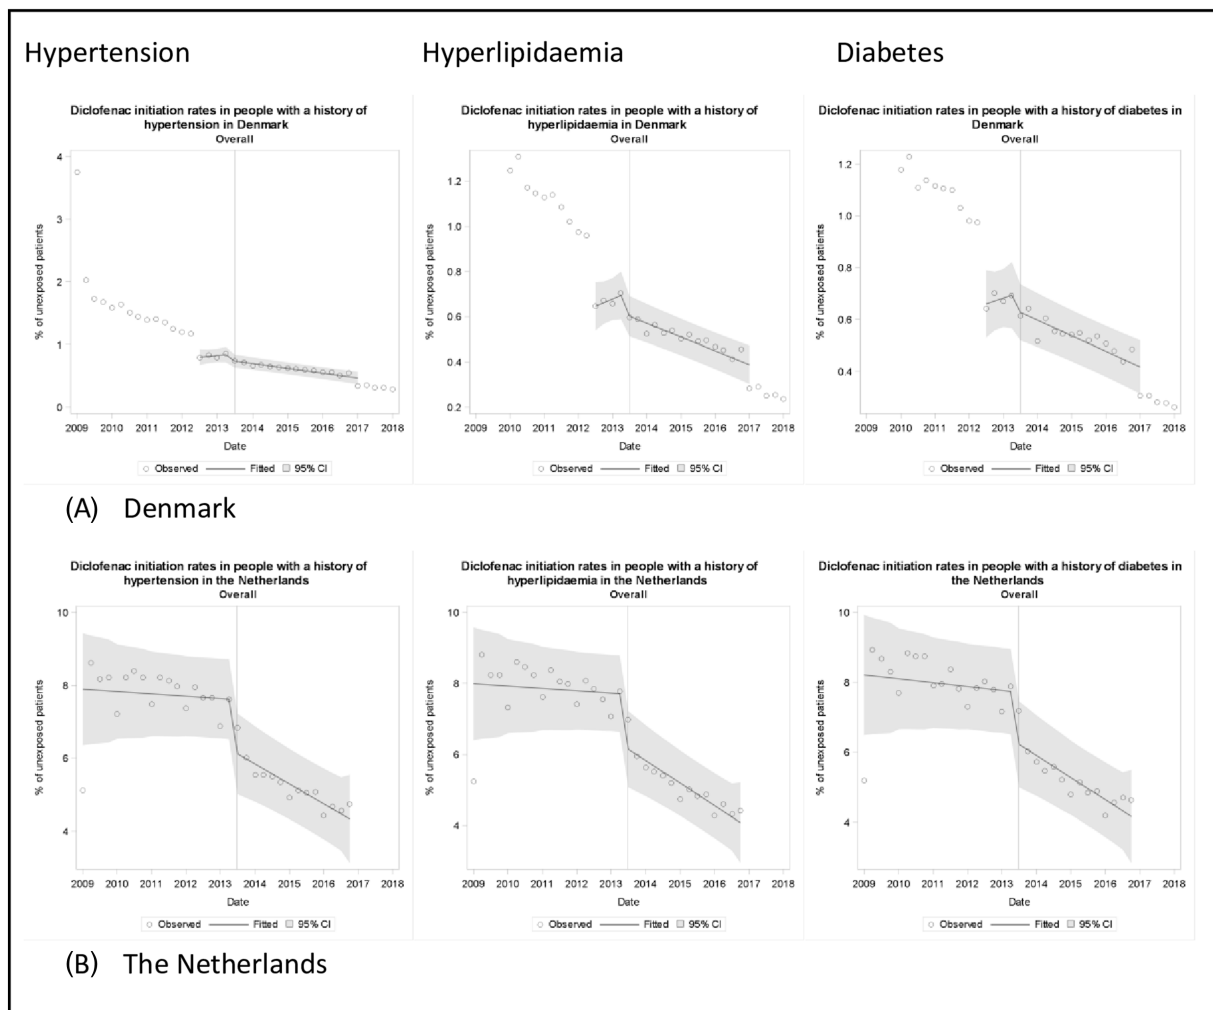 Hypertension
Hyperlipidaemia
Diabetes
Diclofenac initiation rates in people with a history of
hypertension in Denmark
Overall
% of unexposed patients
4
3
2
1
0
2009 2010 2011 2012 2013 2014 2015 2016 2017 2018
Date
Observed Fitted 95% CI
Diclofenac initiation rates in people with a history of
hyperlipidaemia in Denmark
Overall
% of unexposed patients
1.2
1.0
0.8
0.6
0.4
0.2
2009 2010 2011 2012 2013 2014 2015 2016 2017 2018
Date
Observed Fitted 95% CI
Diclofenac initiation rates in people with a history of diabetes in
Denmark
Overall
% of unexposed patients
1.2
1.0
0.8
0.6
0.4
2009 2010 2011 2012 2013 2014 2015 2016 2017 2018
Date
Observed Fitted 95% CI
(A) Denmark
Diclofenac initiation rates in people with a history of
hypertension in the Netherlands
Overall
% of unexposed patients
10
8
6
4
2009 2010 2011 2012 2013 2014 2015 2016 2017 2018
Date
Observed Fitted 95% CI
Diclofenac initiation rates in people with a history of
hyperlipidaemia in the Netherlands
Overall
% of unexposed patients
10
8
6
4
2009 2010 2011 2012 2013 2014 2015 2016 2017 2018
Date
Observed Fitted 95% CI
Diclofenac initiation rates in people with a history of diabetes in
the Netherlands
Overall
% of unexposed patients
10
8
6
4
2009 2010 2011 2012 2013 2014 2015 2016 2017 2018
Date
Observed Fitted 95% CI
(B) The Netherlands